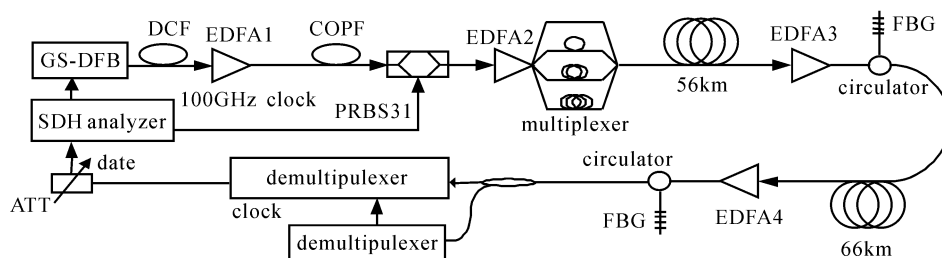 DCF
EDFA1
COPF
EDFA2
EDFA3
FBG
GS-DFB
100GHz clock
PRBS31
multiplexer
56km
circulator
SDH analyzer
date
ATT
demultipulexer
clock
demultipulexer
circulator
FBG
EDFA4
66km